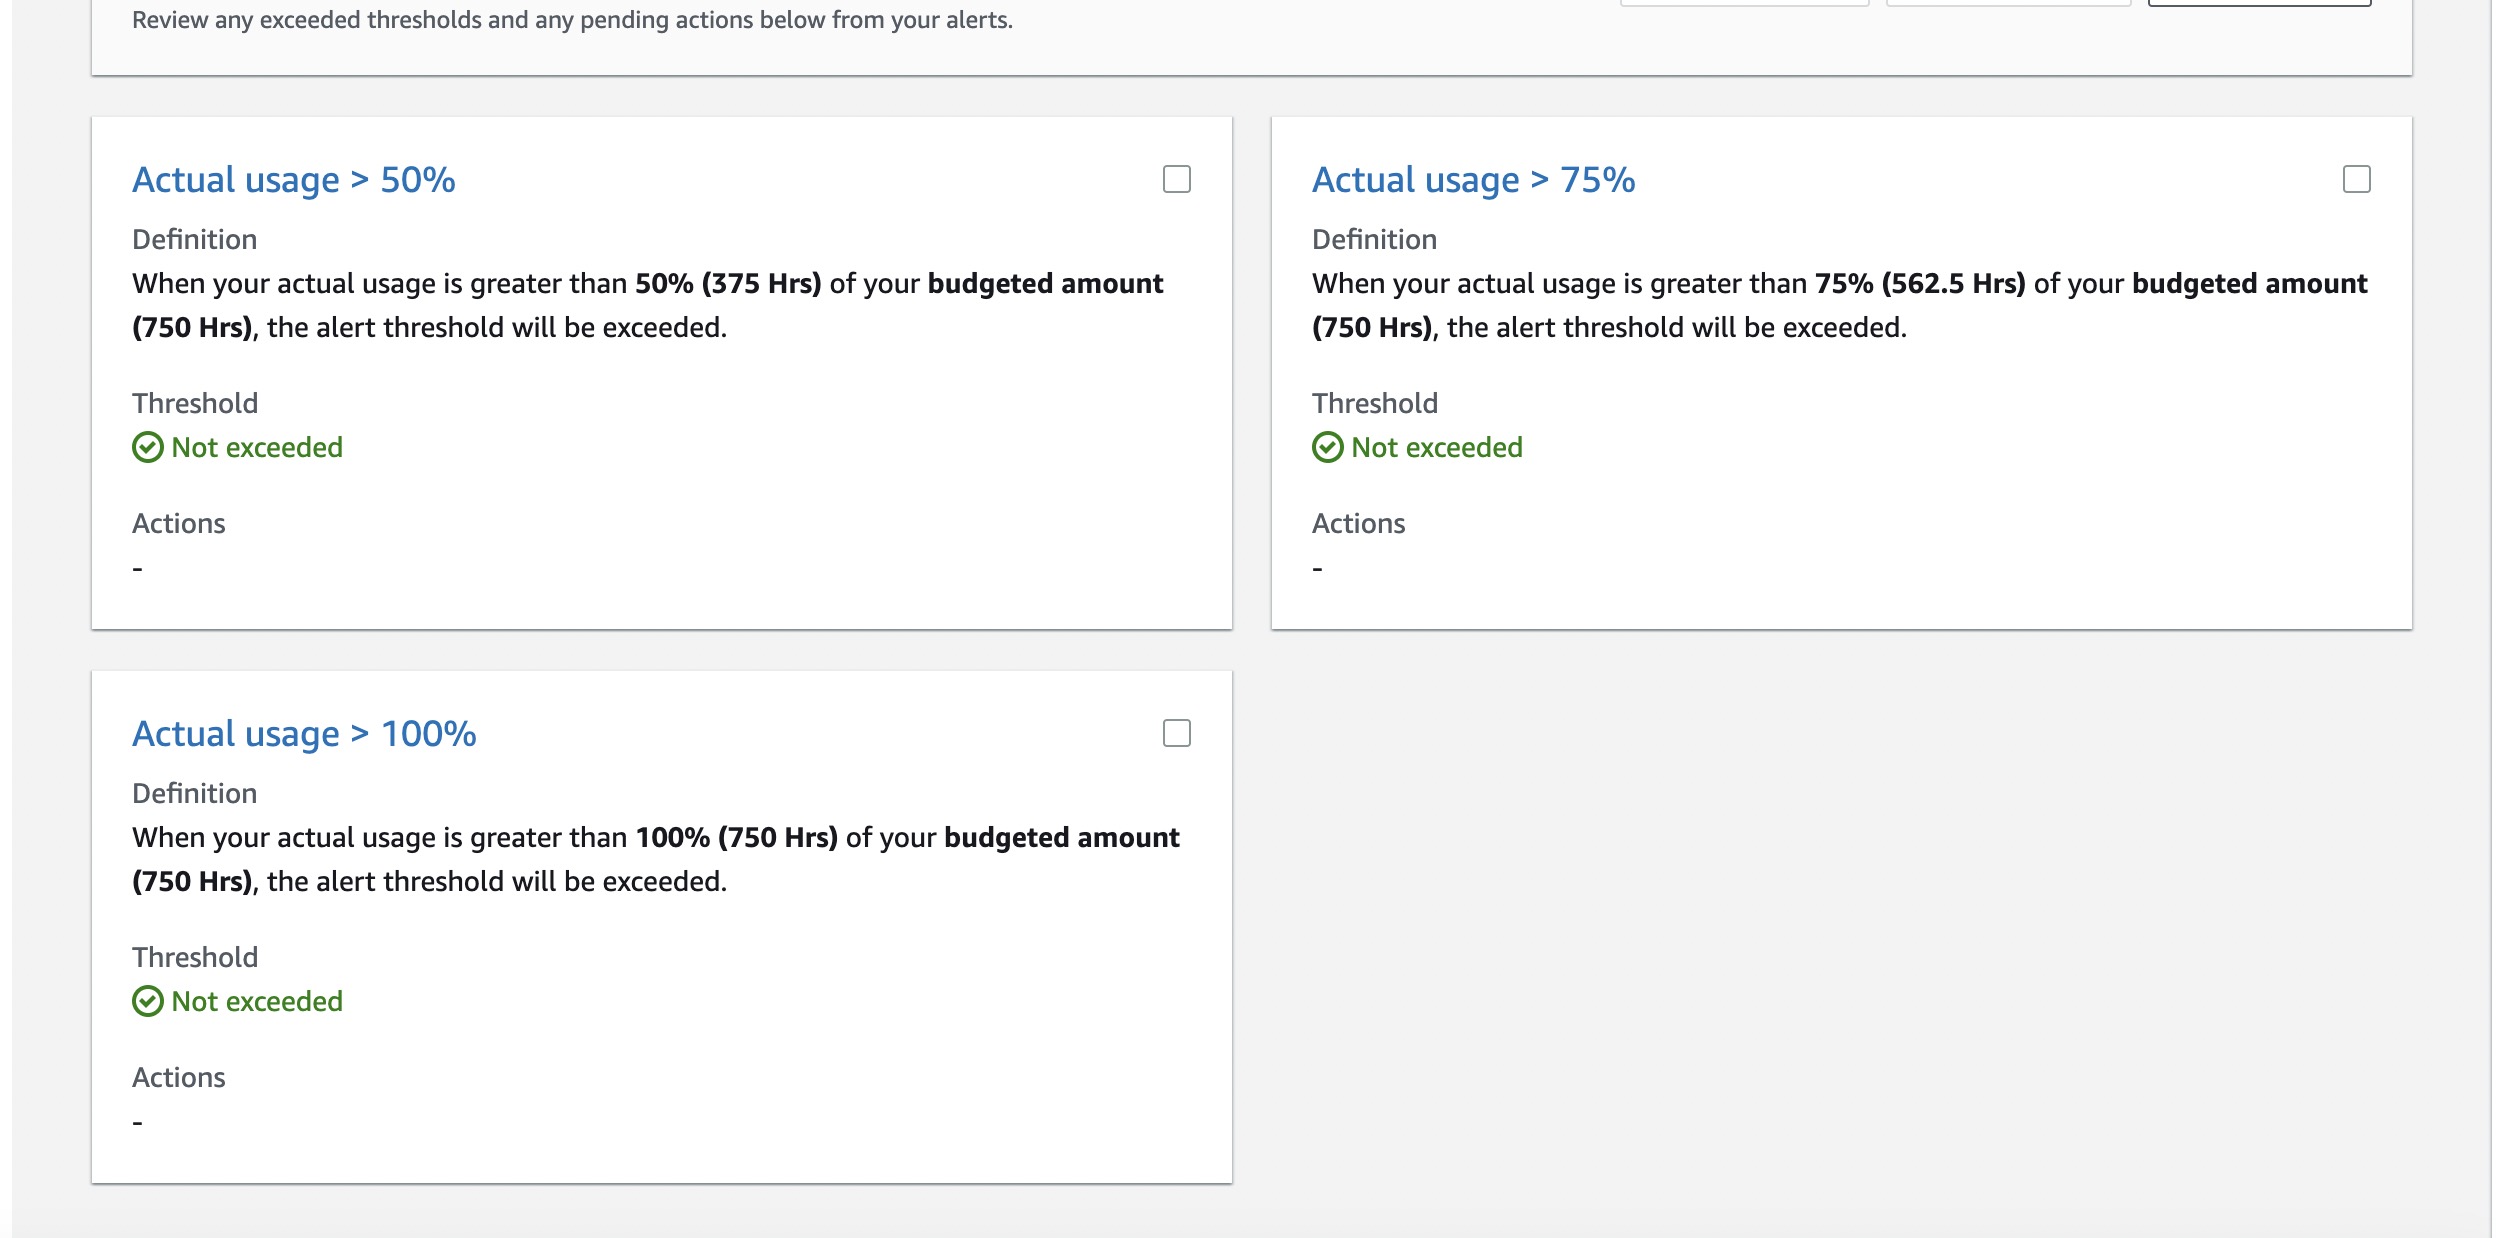 Review any exceeded thresholds and any pending actions below from your alerts.
Actual usage > 50%
Definition
When your actual usage is greater than 50% (375 Hrs) of your budgeted amount
(750 Hrs), the alert threshold will be exceeded.
Threshold
Not exceeded
Actions
-
Actual usage > 75%
Definition
When your actual usage is greater than 75% (562.5 Hrs) of your budgeted amount
(750 Hrs), the alert threshold will be exceeded.
Threshold
Not exceeded
Actions
-
Actual usage > 100%
Definition
When your actual usage is greater than 100% (750 Hrs) of your budgeted amount
(750 Hrs), the alert threshold will be exceeded.
Threshold
Not exceeded
Actions
-